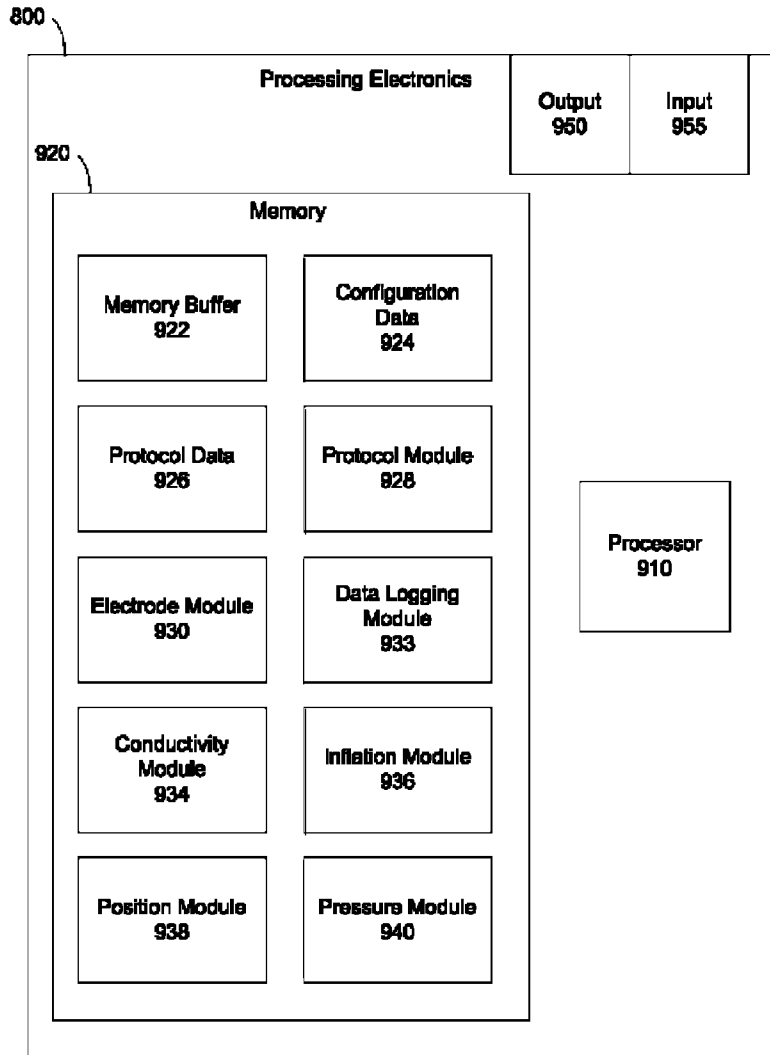 800
Processing Electronics
Output
950
Input
955
920
Memory
Memory Buffer
922
Configuration
Data
924
Protocol Data
926
Protocol Module
928
Electrode Module
930
Data Logging
Module
933
Conductivity
Module
934
Inflation Module
936
Position Module
938
Pressure Module
940
Processor
910